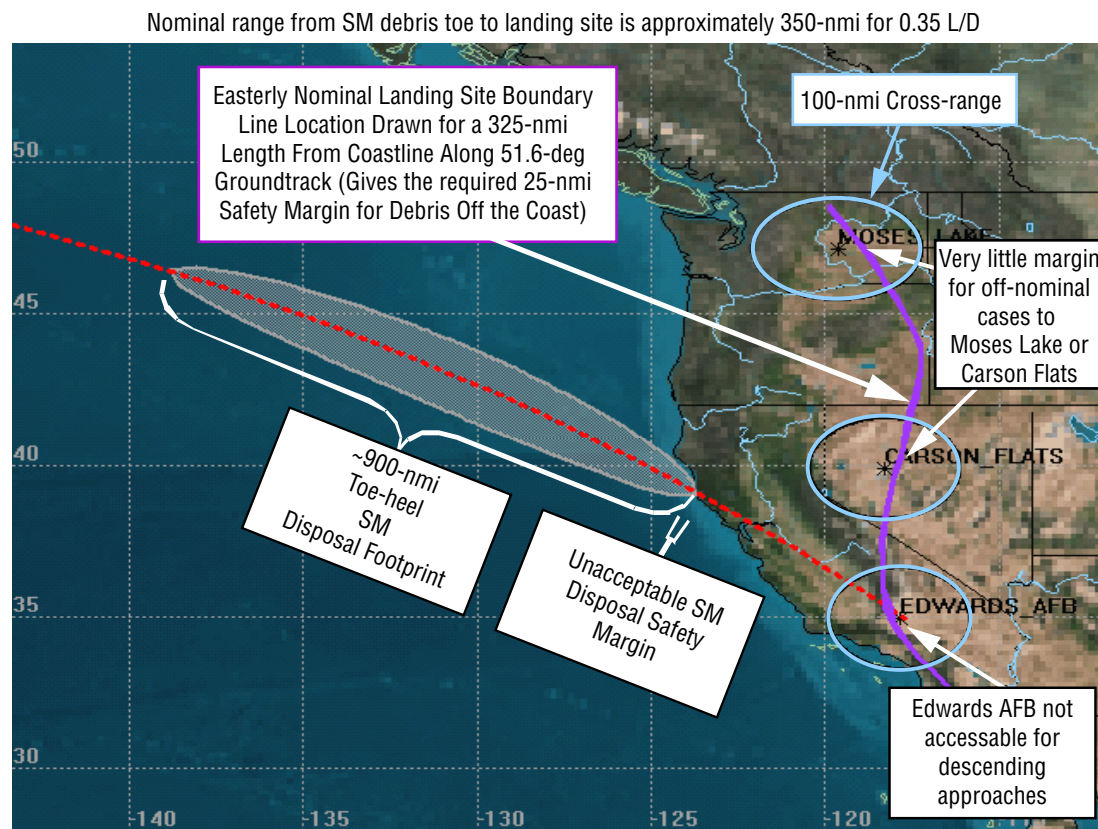 Nominal range from SM debris toe to landing site is approximately 350-nmi for 0.35 L/D
Easterly Nominal Landing Site Boundary
Line Location Drawn for a 325-nmi
Length From Coastline Along 51.6-deg
Groundtrack (Gives the required 25-nmi
Safety Margin for Debris Off the Coast)
100-nmi Cross-range
50
MOSES_LAKE
Very little margin
for off-nominal
cases to
Moses Lake or
Carson Flats
45
40
CARSON_FLATS
~900-nmi
Toe-heel
SM
Disposal Footprint
Unacceptable SM
Disposal Safety
Margin
35
EDWARDS_AFB
Edwards AFB not
accessable for
descending
approaches
30
-140
-135
-130
-125
-120